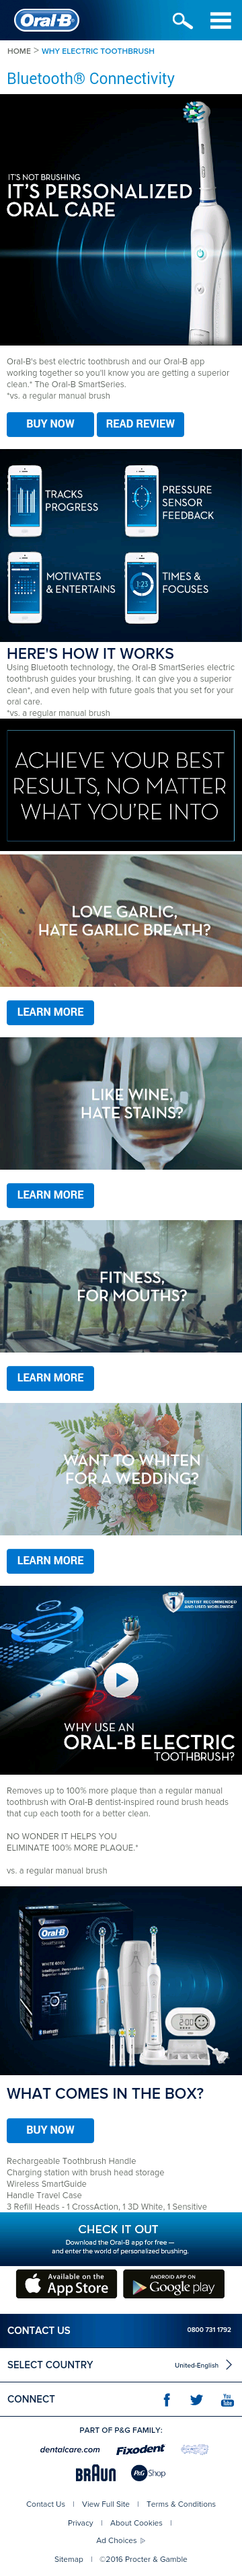 Oral-B
HOME > WHY ELECTRIC TOOTHBRUSH
Bluetooth® Connectivity
IT'S NOT BRUSHING
IT'S PERSONALIZED
ORAL CARE
Oral-B's best electric toothbrush and our Oral-B app
working together so you'll know you are getting a superior
clean.* The Oral-B SmartSeries.
*vs. a regular manual brush
BUY NOW
READ REVIEW
TRACKS
PROGRESS
PRESSURE
SENSOR
FEEDBACK
MOTIVATES
& ENTERTAINS
1:23
TIMES &
FOCUSES
HERE'S HOW IT WORKS
Using Bluetooth technology, the Oral-B SmartSeries electric
toothbrush guides your brushing. It can give you a superior
clean*, and even help with future goals that you set for your
oral care.
*vs. a regular manual brush
ACHIEVE YOUR BEST
RESULTS, NO MATTER
WHAT YOU'RE INTO
LOVE GARLIC,
HATE GARLIC BREATH?
LEARN MORE
LIKE WINE,
HATE STAINS?
LEARN MORE
FITNESS,
FOR MOUTHS?
LEARN MORE
WANT TO WHITEN
FOR A WEDDING?
LEARN MORE
#1 DENTIST RECOMMENDED
AND USED WORLDWIDE
WHY USE AN
ORAL-B ELECTRIC
TOOTHBRUSH?
Removes up to 100% more plaque than a regular manual
toothbrush with Oral-B dentist-inspired round brush heads
that cup each tooth for a better clean.
NO WONDER IT HELPS YOU
ELIMINATE 100% MORE PLAQUE.*
vs. a regular manual brush
Oral-B
WHITE 6000
Bluetooth
WHAT COMES IN THE BOX?
BUY NOW
Rechargeable Toothbrush Handle
Charging station with brush head storage
Wireless SmartGuide
Handle Travel Case
3 Refill Heads - 1 CrossAction, 1 3D White, 1 Sensitive
CHECK IT OUT
Download the Oral-B app for free —
and enter the world of personalized brushing.
Available on the
App Store
ANDROID APP ON
Google play
CONTACT US
0800 731 1792
SELECT COUNTRY
United-English
CONNECT
You Tube
PART OF P&G FAMILY:
dentalcare.com
Fixodent
BRAUN
P&G Shop
Contact Us | View Full Site | Terms & Conditions
Privacy | About Cookies |
Ad Choices
Sitemap | ©2016 Procter & Gamble